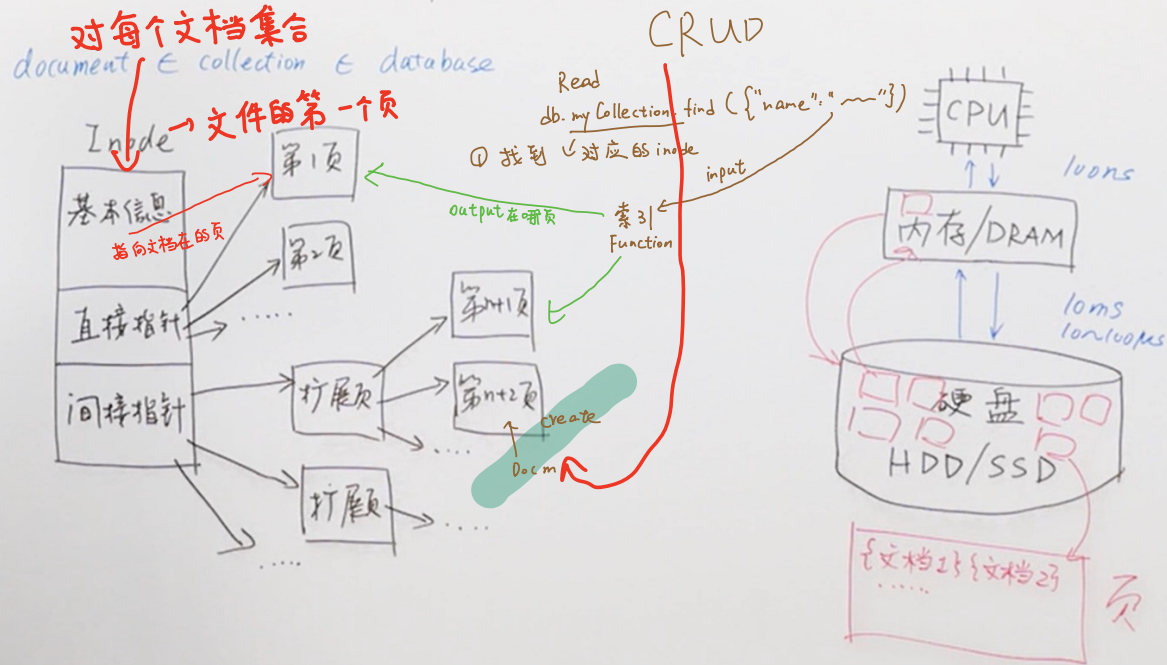 对每个文档集合
document ∈ collection ∈ database
CRUD
Read
db.myCollection.find({"name":" ~~~"})
① 找到 对应的inode
input
索引
Function
output在哪页
Inode
→文件的第一个页
基本信息
指向文档在的页
直接指针
间接指针
第1页
第2页
......
扩展页
第n+1页
第n+2页
....
create
Docm
扩展页
.....
.....
CPU
100ns
内存/DRAM
10ms
10~100μs
硬盘
HDD/SSD
{文档1}{文档2}
......
页